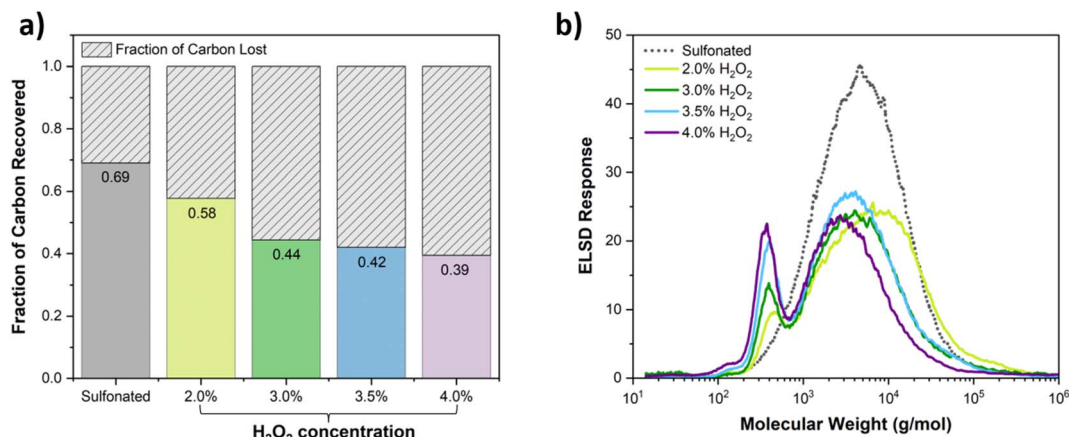 a)
Fraction of Carbon Lost
Fraction of Carbon Recovered
1.0
0.8
0.6
0.4
0.2
0.0
0.69
0.58
0.44
0.42
0.39
Sulfonated
2.0%
3.0%
3.5%
4.0%
H₂O₂ concentration
b)
Sulfonated
2.0% H₂O₂
3.0% H₂O₂
3.5% H₂O₂
4.0% H₂O₂
ELSD Response
50
40
30
20
10
0
10¹ 10² 10³ 10⁴ 10⁵ 10⁶
Molecular Weight (g/mol)